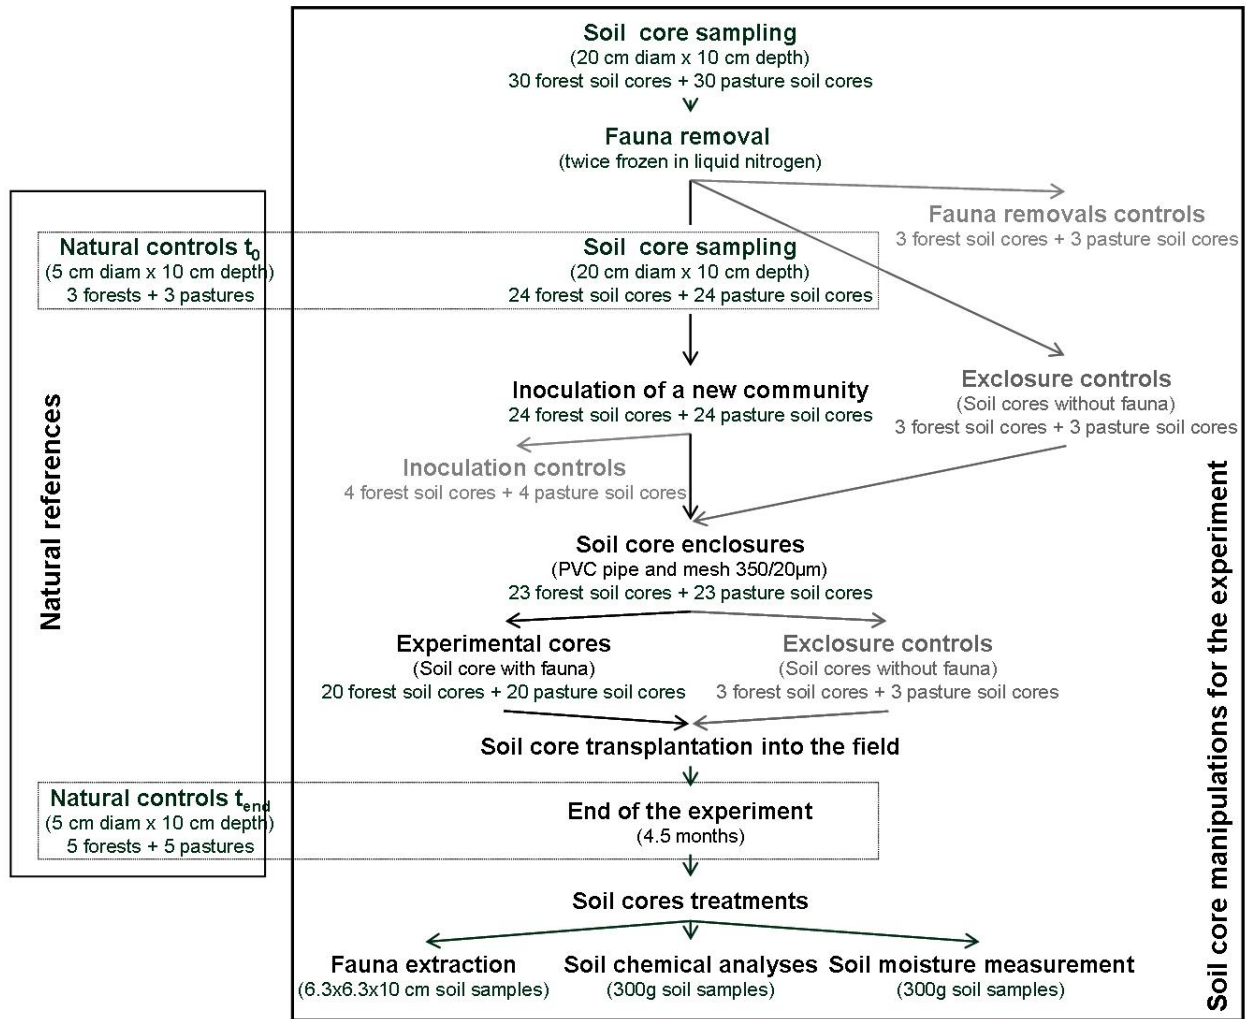 Soil core sampling
(20 cm diam x 10 cm depth)
30 forest soil cores + 30 pasture soil cores
Fauna removal
(twice frozen in liquid nitrogen)
Fauna removals controls
3 forest soil cores + 3 pasture soil cores
Natural controls t0
(5 cm diam x 10 cm depth)
3 forests + 3 pastures
Soil core sampling
(20 cm diam x 10 cm depth)
24 forest soil cores + 24 pasture soil cores
Exclosure controls
(Soil cores without fauna)
3 forest soil cores + 3 pasture soil cores
Inoculation of a new community
24 forest soil cores + 24 pasture soil cores
Inoculation controls
4 forest soil cores + 4 pasture soil cores
Natural references
Soil core enclosures
(PVC pipe and mesh 350/20µm)
23 forest soil cores + 23 pasture soil cores
Experimental cores
(Soil core with fauna)
20 forest soil cores + 20 pasture soil cores
Exclosure controls
(Soil cores without fauna)
3 forest soil cores + 3 pasture soil cores
Soil core transplantation into the field
Natural controls tend
(5 cm diam x 10 cm depth)
5 forests + 5 pastures
End of the experiment
(4.5 months)
Soil cores treatments
Fauna extraction
(6.3x6.3x10 cm soil samples)
Soil chemical analyses
(300g soil samples)
Soil moisture measurement
(300g soil samples)
Soil core manipulations for the experiment